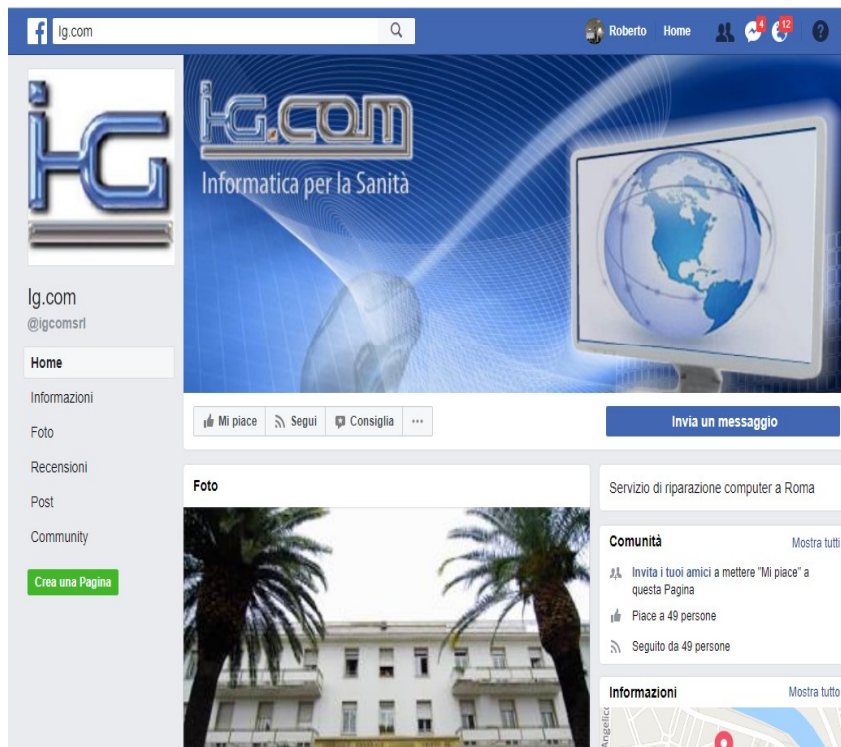 Ig.com
Roberto
Home
4
12
i-G
i-G.com
Informatica per la Sanità
Ig.com
@igcomsrl
Home
Informazioni
Foto
Recensioni
Post
Community
Crea una Pagina
Mi piace
Segui
Consiglia
Invia un messaggio
Foto
Servizio di riparazione computer a Roma
Comunità
Mostra tutti
Invita i tuoi amici a mettere "Mi piace" a
questa Pagina
Piace a 49 persone
Seguito da 49 persone
Informazioni
Mostra tutto
Angelico